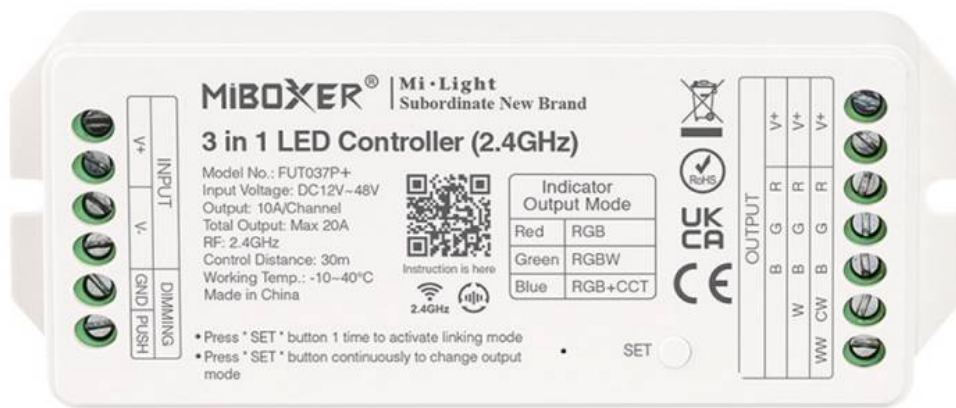 MiBOXER® Mi·Light
Subordinate New Brand
3 in 1 LED Controller (2.4GHz)
Model No.: FUT037P+
Input Voltage: DC12V~48V
Output: 10A/Channel
Total Output: Max 20A
RF: 2.4GHz
Control Distance: 30m
Working Temp.: -10~40°C
Made in China
Instruction is here
2.4GHz
Indicator
Output Mode
Red RGB
Green RGBW
Blue RGB+CCT
RoHS
UK
CA
CE
• Press " SET " button 1 time to activate linking mode
• Press " SET " button continuously to change output
mode
SET
INPUT
V+
V-
DIMMING
GND
PUSH
OUTPUT
V+ R G B
V+ R G B W
V+ R G B CW WW